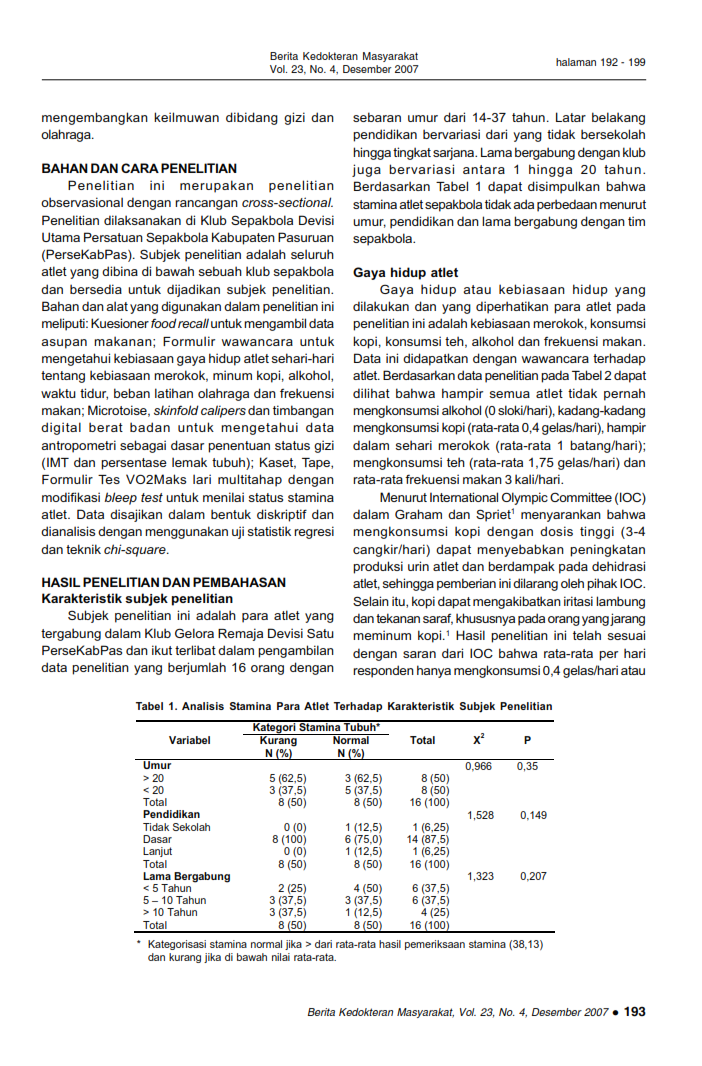 Berita Kedokteran Masyarakat
Vol. 23, No. 4, Desember 2007
halaman 192 - 199
mengembangkan keilmuwan dibidang gizi dan
olahraga.
BAHAN DAN CARA PENELITIAN
Penelitian ini merupakan penelitian
observasional dengan rancangan cross-sectional.
Penelitian dilaksanakan di Klub Sepakbola Devisi
Utama Persatuan Sepakbola Kabupaten Pasuruan
(PerseKabPas). Subjek penelitian adalah seluruh
atlet yang dibina di bawah sebuah klub sepakbola
dan bersedia untuk dijadikan subjek penelitian.
Bahan dan alat yang digunakan dalam penelitian ini
meliputi: Kuesioner food recall untuk mengambil data
asupan makanan; Formulir wawancara untuk
mengetahui kebiasaan gaya hidup atlet sehari-hari
tentang kebiasaan merokok, minum kopi, alkohol,
waktu tidur, beban latihan olahraga dan frekuensi
makan; Microtoise, skinfold calipers dan timbangan
digital berat badan untuk mengetahui data
antropometri sebagai dasar penentuan status gizi
(IMT dan persentase lemak tubuh); Kaset, Tape,
Formulir Tes VO2Maks lari multitahap dengan
modifikasi bleep test untuk menilai status stamina
atlet. Data disajikan dalam bentuk diskriptif dan
dianalisis dengan menggunakan uji statistik regresi
dan teknik chi-square.
HASIL PENELITIAN DAN PEMBAHASAN
Karakteristik subjek penelitian
Subjek penelitian ini adalah para atlet yang
tergabung dalam Klub Gelora Remaja Devisi Satu
PerseKabPas dan ikut terlibat dalam pengambilan
data penelitian yang berjumlah 16 orang dengan
sebaran umur dari 14-37 tahun. Latar belakang
pendidikan bervariasi dari yang tidak bersekolah
hingga tingkat sarjana. Lama bergabung dengan klub
juga bervariasi antara 1 hingga 20 tahun.
Berdasarkan Tabel 1 dapat disimpulkan bahwa
stamina atlet sepakbola tidak ada perbedaan menurut
umur, pendidikan dan lama bergabung dengan tim
sepakbola.
Gaya hidup atlet
Gaya hidup atau kebiasaan hidup yang
dilakukan dan yang diperhatikan para atlet pada
penelitian ini adalah kebiasaan merokok, konsumsi
kopi, konsumsi teh, alkohol dan frekuensi makan.
Data ini didapatkan dengan wawancara terhadap
atlet. Berdasarkan data penelitian pada Tabel 2 dapat
dilihat bahwa hampir semua atlet tidak pernah
mengkonsumsi alkohol (0 sloki/hari), kadang-kadang
mengkonsumsi kopi (rata-rata 0,4 gelas/hari), hampir
dalam sehari merokok (rata-rata 1 batang/hari);
mengkonsumsi teh (rata-rata 1,75 gelas/hari) dan
rata-rata frekuensi makan 3 kali/hari.
Menurut International Olympic Committee (IOC)
dalam Graham dan Spriet1 menyarankan bahwa
mengkonsumsi kopi dengan dosis tinggi (3-4
cangkir/hari) dapat menyebabkan peningkatan
produksi urin atlet dan berdampak pada dehidrasi
atlet, sehingga pemberian ini dilarang oleh pihak IOC.
Selain itu, kopi dapat mengakibatkan iritasi lambung
dan tekanan saraf, khususnya pada orang yang jarang
meminum kopi.1 Hasil penelitian ini telah sesuai
dengan saran dari IOC bahwa rata-rata per hari
responden hanya mengkonsumsi 0,4 gelas/hari atau
Tabel 1. Analisis Stamina Para Atlet Terhadap Karakteristik Subjek Penelitian
Kategori Stamina Tubuh*
Variabel Kurang Normal Total X2 P
N (%) N (%)
Umur 0,966 0,35
> 20 5 (62,5) 3 (62,5) 8 (50)
< 20 3 (37,5) 5 (37,5) 8 (50)
Total 8 (50) 8 (50) 16 (100)
Pendidikan 1,528 0,149
Tidak Sekolah 0 (0) 1 (12,5) 1 (6,25)
Dasar 8 (100) 6 (75,0) 14 (87,5)
Lanjut 0 (0) 1 (12,5) 1 (6,25)
Total 8 (50) 8 (50) 16 (100)
Lama Bergabung 1,323 0,207
< 5 Tahun 2 (25) 4 (50) 6 (37,5)
5 – 10 Tahun 3 (37,5) 3 (37,5) 6 (37,5)
> 10 Tahun 3 (37,5) 1 (12,5) 4 (25)
Total 8 (50) 8 (50) 16 (100)
* Kategorisasi stamina normal jika > dari rata-rata hasil pemeriksaan stamina (38,13)
dan kurang jika di bawah nilai rata-rata.
Berita Kedokteran Masyarakat, Vol. 23, No. 4, Desember 2007 ● 193